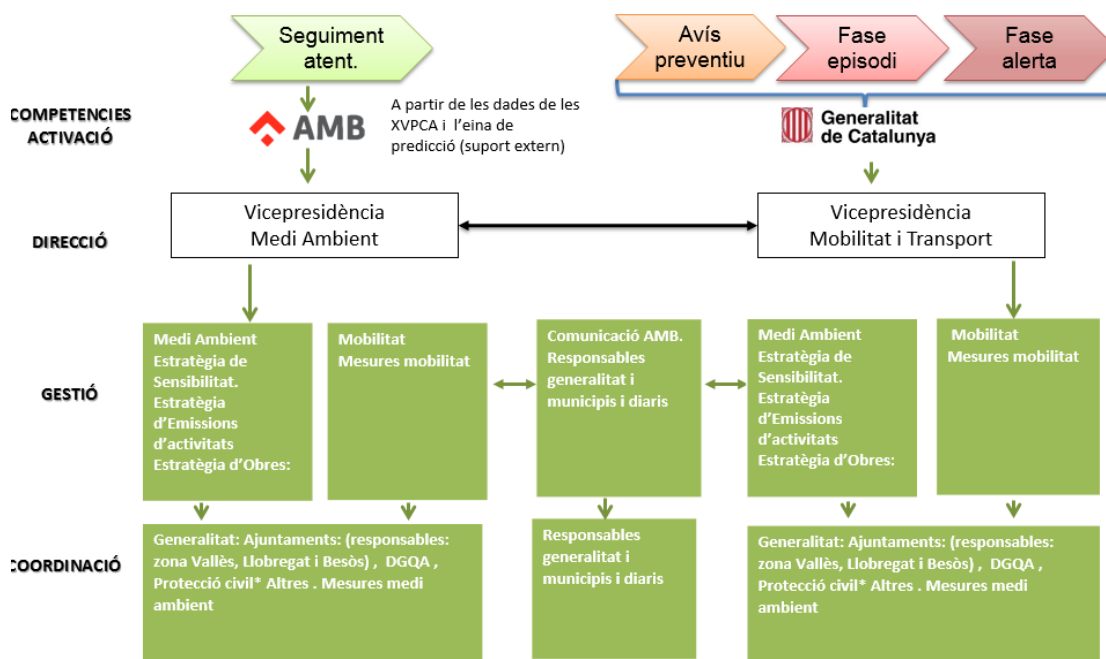 Seguiment
atent.
Avís
preventiu
Fase
episodi
Fase
alerta
COMPETENCIES
ACTIVACIÓ
AMB
A partir de les dades de les
XVPCA i l'eina de
predicció (suport extern)
Generalitat
de Catalunya
DIRECCIÓ
Vicepresidència
Medi Ambient
Vicepresidència
Mobilitat i Transport
GESTIÓ
Medi Ambient
Estratègia de
Sensibilitat.
Estratègia
d'Emissions
d'activitats
Estratègia d'Obres:
Mobilitat
Mesures mobilitat
Comunicació AMB.
Responsables
generalitat i
municipis i diaris
Medi Ambient
Estratègia de
Sensibilitat.
Estratègia
d'Emissions
d'activitats
Estratègia d'Obres:
Mobilitat
Mesures mobilitat
COORDINACIÓ
Generalitat: Ajuntaments: (responsables:
zona Vallès, Llobregat i Besòs) , DGQA ,
Protecció civil* Altres . Mesures medi
ambient
Responsables
generalitat i
municipis i diaris
Generalitat: Ajuntaments: (responsables:
zona Vallès, Llobregat i Besòs) , DGQA ,
Protecció civil* Altres . Mesures medi
ambient